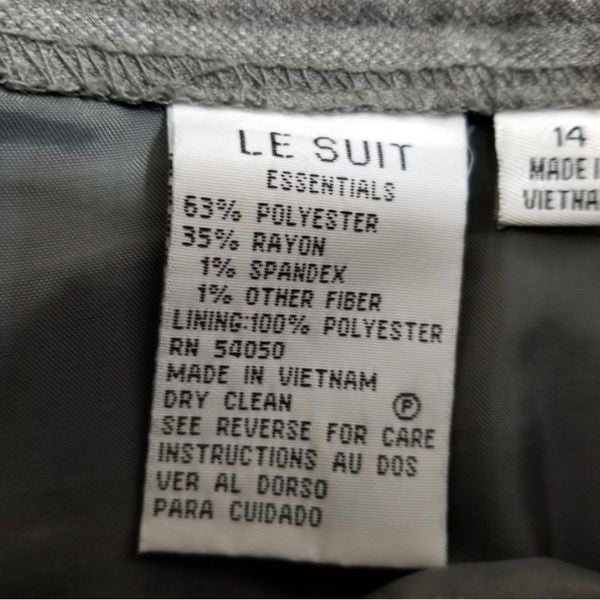 LE SUIT
ESSENTIALS
63% POLYESTER
35% RAYON
1% SPANDEX
1% OTHER FIBER
LINING:100% POLYESTER
RN 54050
MADE IN VIETNAM
DRY CLEAN Ⓟ
SEE REVERSE FOR CARE
INSTRUCTIONS AU DOS
VER AL DORSO
PARA CUIDADO
14
MADE I
VIETNA